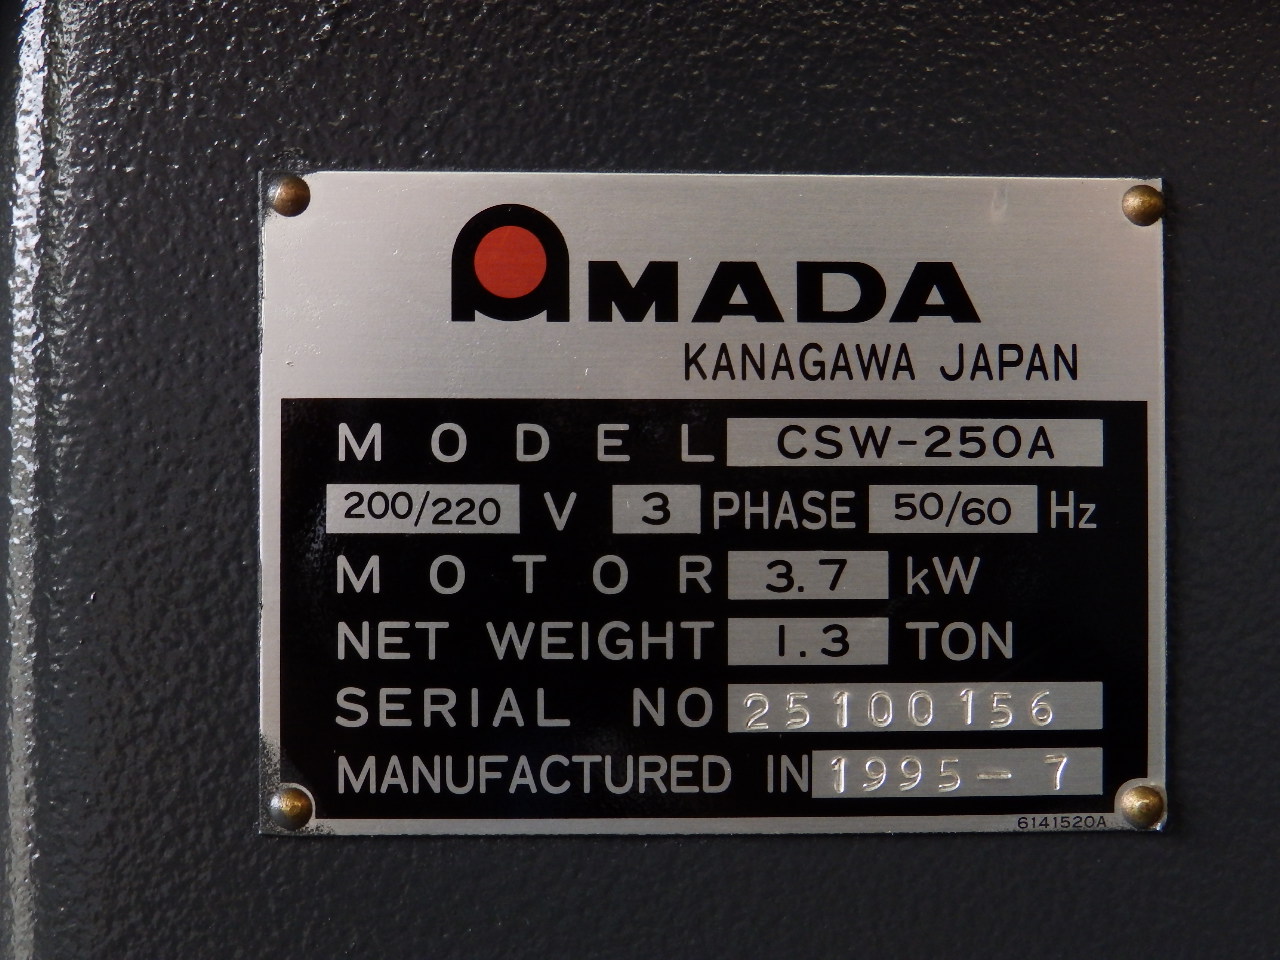 AMADA
KANAGAWA JAPAN
MODEL CSW-250A
200/220 V 3 PHASE 50/60 Hz
MOTOR 3.7 kW
NET WEIGHT 1.3 TON
SERIAL NO 25100156
MANUFACTURED IN 1995-7
6141520A